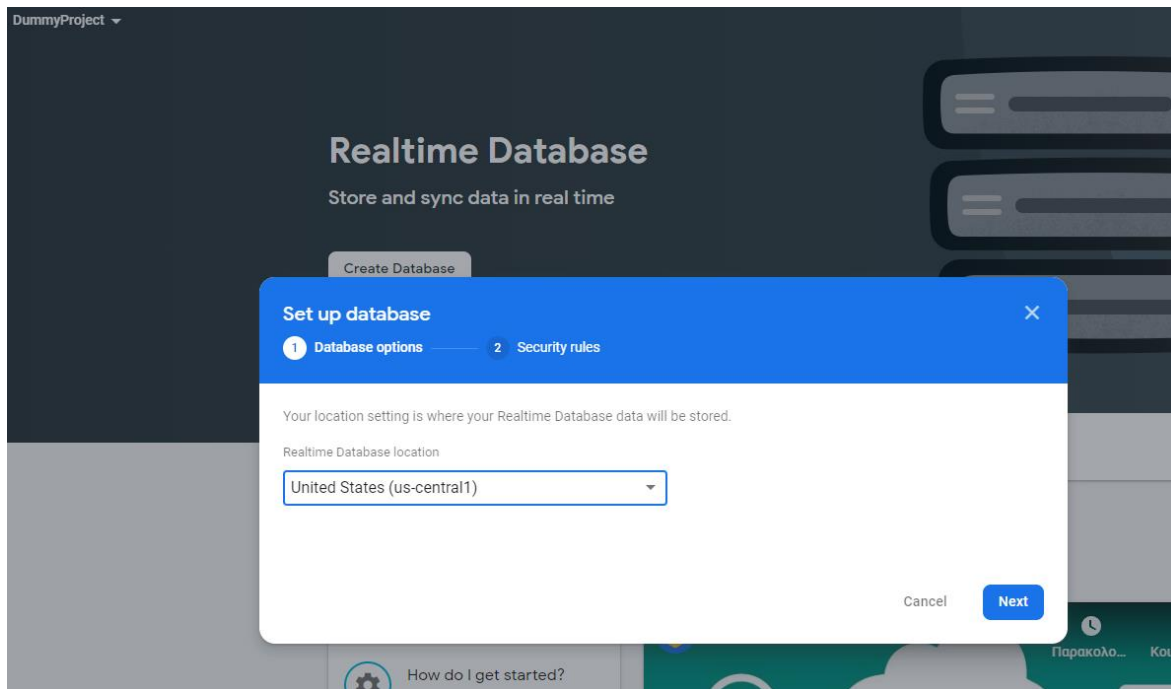 DummyProject
Realtime Database
Store and sync data in real time
Create Database
Set up database
1 Database options 2 Security rules
Your location setting is where your Realtime Database data will be stored.
Realtime Database location
United States (us-central1)
Cancel Next
How do I get started?
Παρακολο...